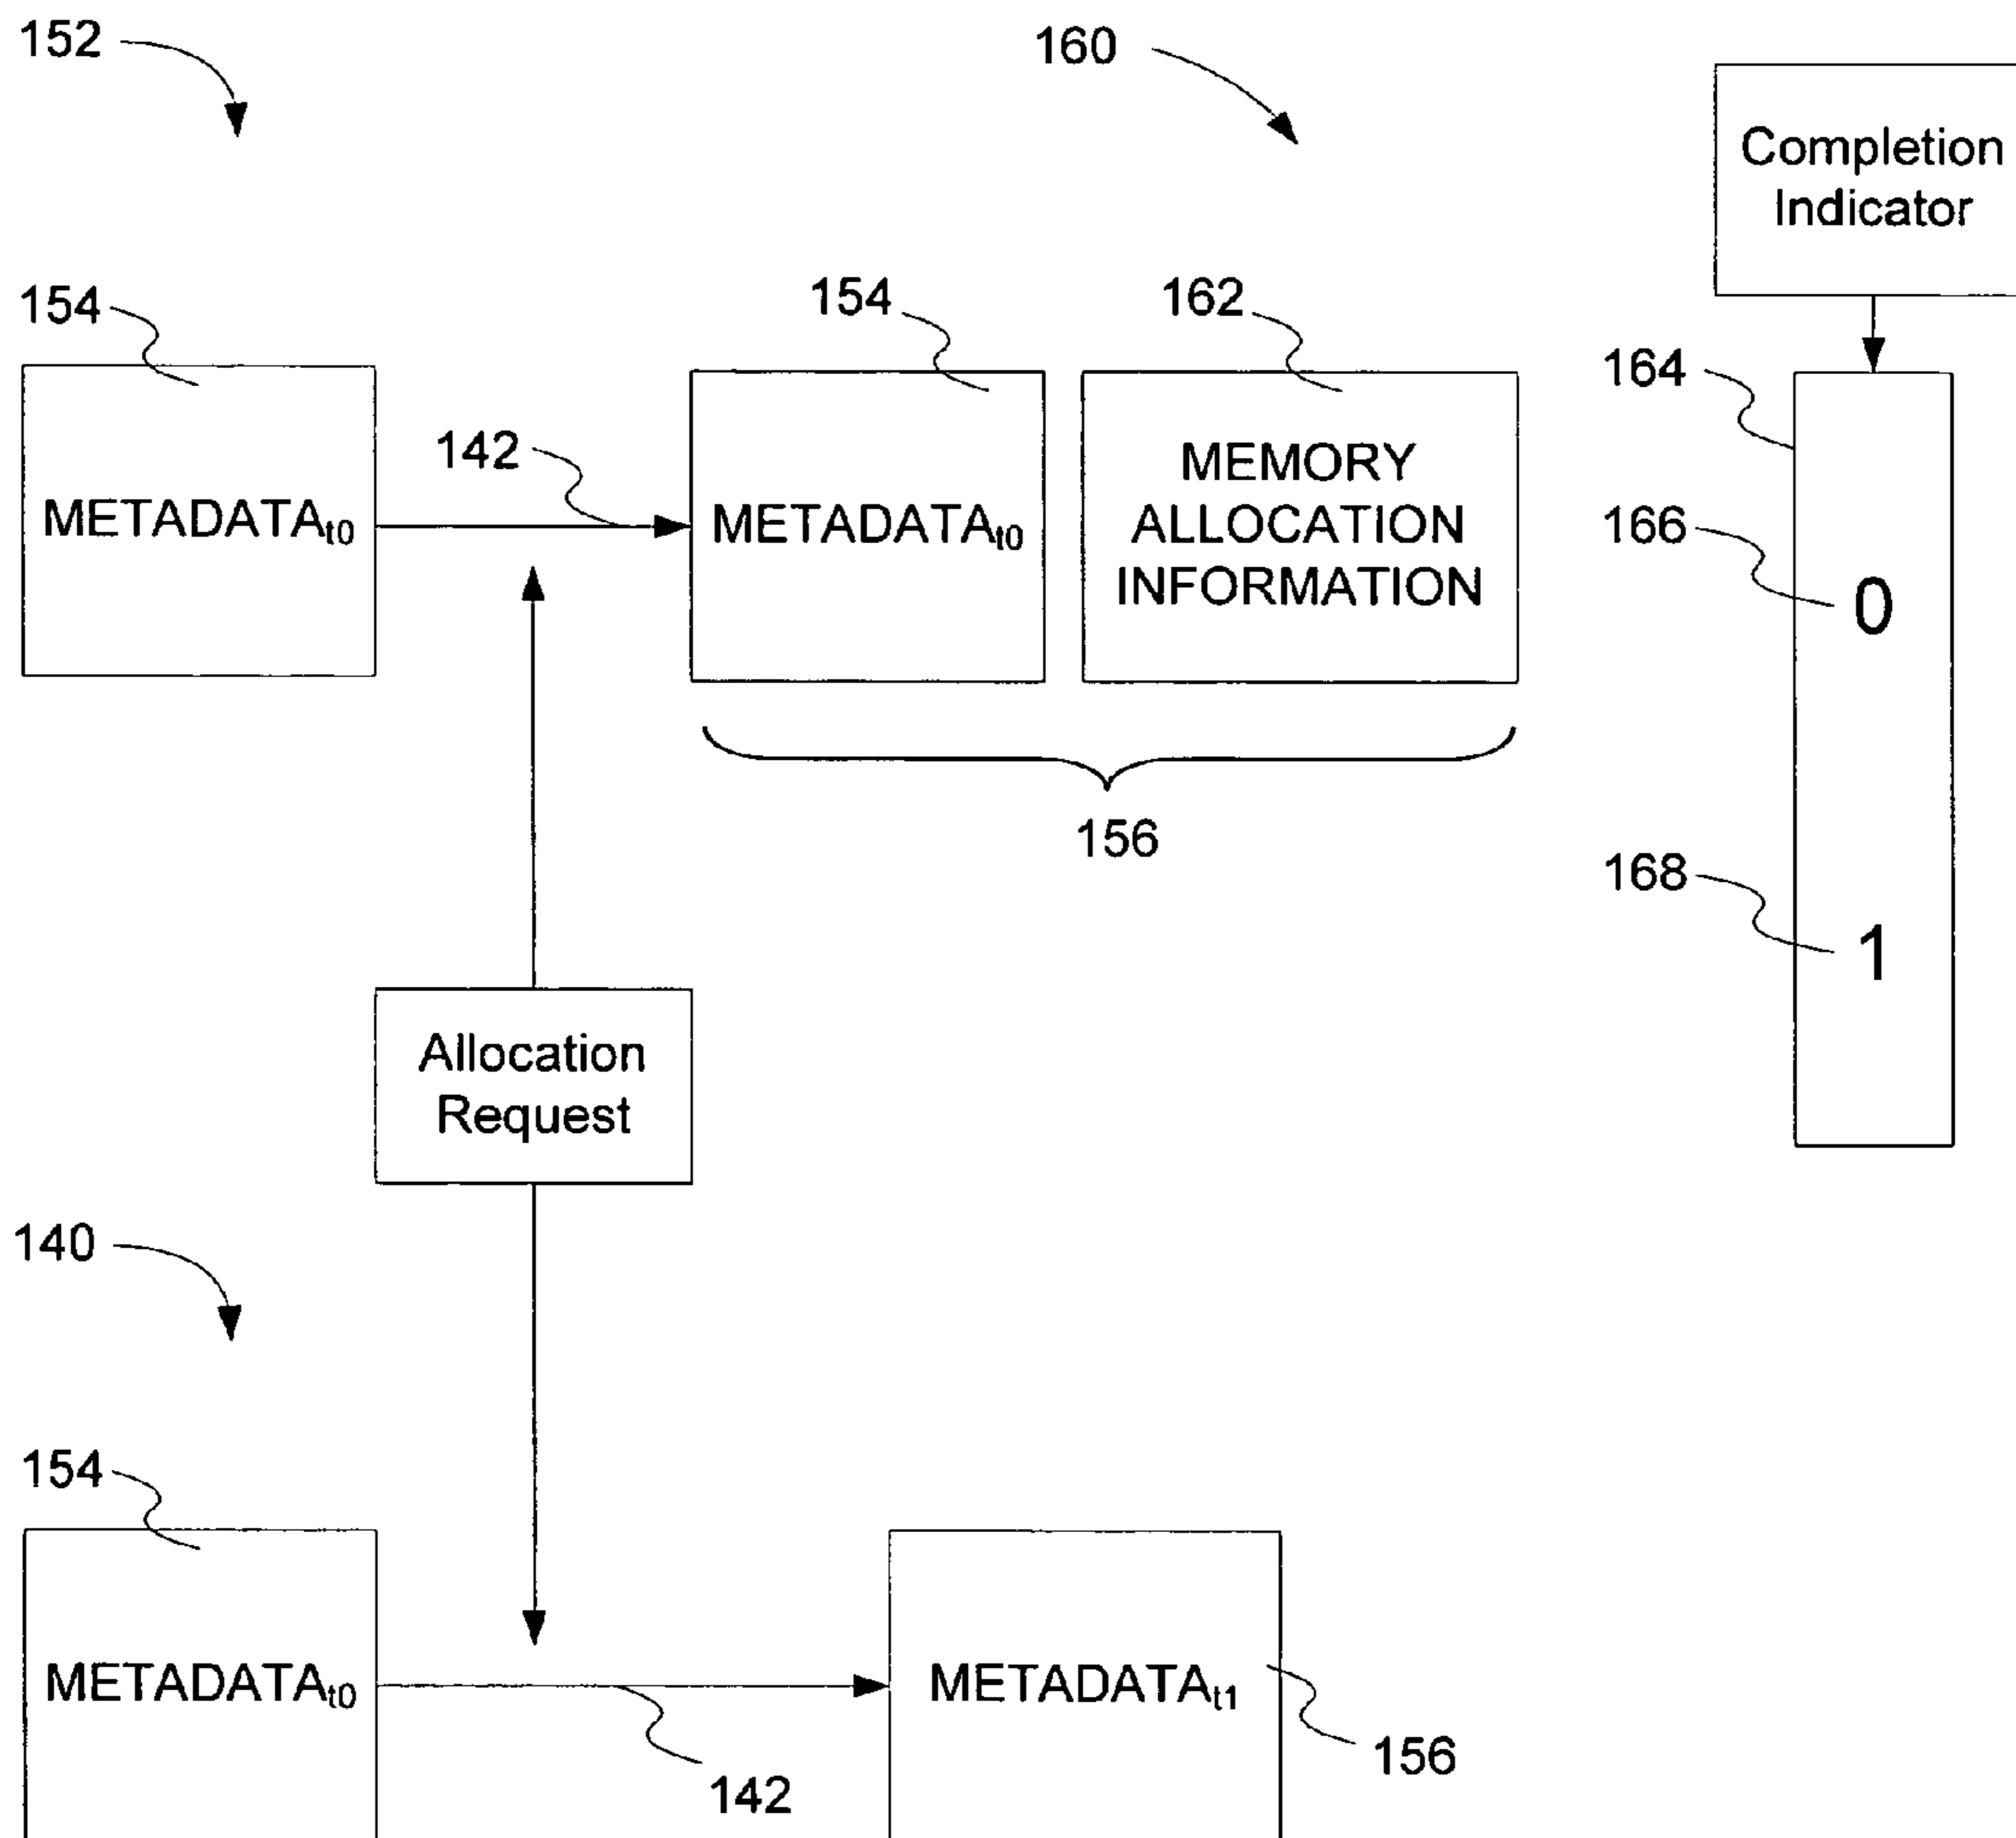 152
160
Completion
Indicator
154
154
162
164
METADATAt0
142
METADATAt0
MEMORY
ALLOCATION
INFORMATION
166
0
156
168
1
Allocation
Request
140
154
METADATAt0
142
METADATAt1
156